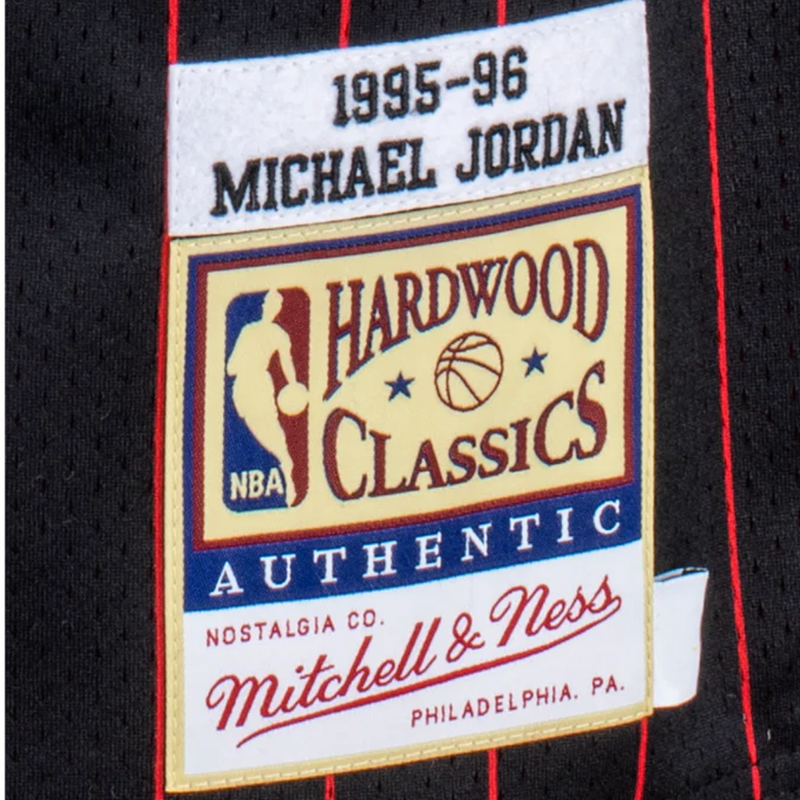 1995-96
MICHAEL JORDAN
HARDWOOD
CLASSICS
NBA
AUTHENTIC
NOSTALGIA CO.
Mitchell & Ness
PHILADELPHIA. PA.